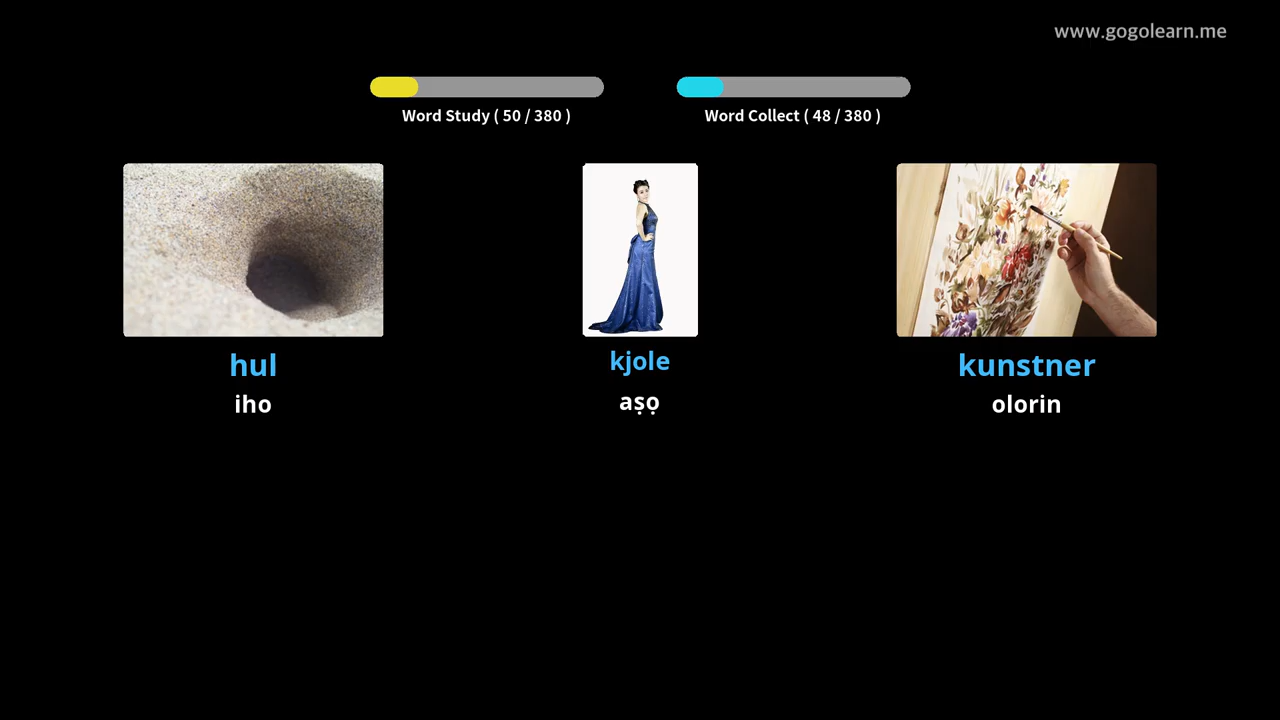 www.gogolearn.me
Word Study ( 50 / 380 )
Word Collect ( 48 / 380 )
hul
kjole
kunstner
iho
aṣọ
olorin